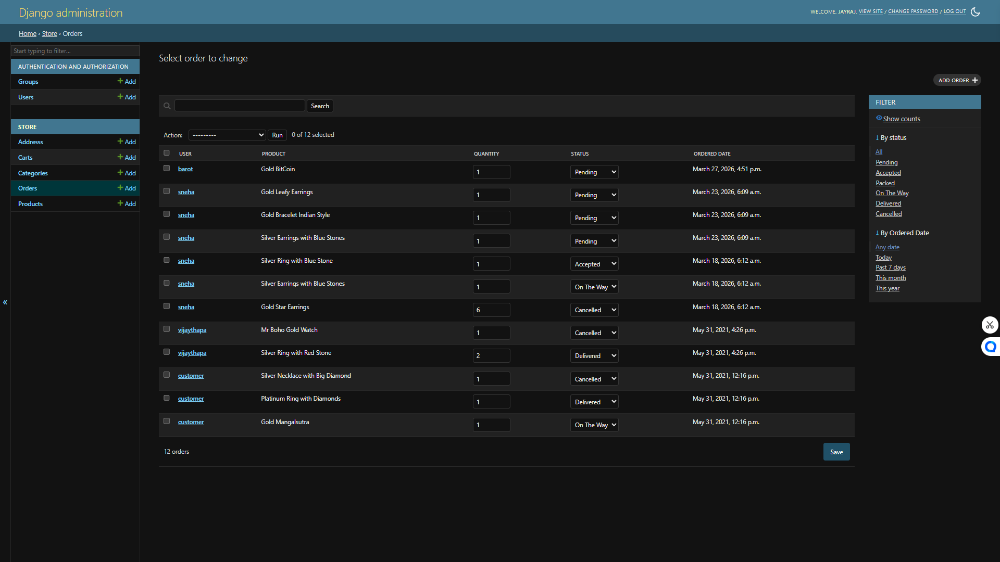 Django administration
WELCOME, JAYRAJ. VIEW SITE / CHANGE PASSWORD / LOG OUT
Home › Store › Orders
Start typing to filter...
AUTHENTICATION AND AUTHORIZATION
Groups + Add
Users + Add
STORE
Addresss + Add
Carts + Add
Categories + Add
Orders + Add
Products + Add
«
Select order to change
ADD ORDER +
Search
Action: --------- Run 0 of 12 selected
USER PRODUCT QUANTITY STATUS ORDERED DATE
barot Gold BitCoin 1 Pending March 27, 2026, 4:51 p.m.
sneha Gold Leafy Earrings 1 Pending March 23, 2026, 6:09 a.m.
sneha Gold Bracelet Indian Style 1 Pending March 23, 2026, 6:09 a.m.
sneha Silver Earrings with Blue Stones 1 Pending March 23, 2026, 6:09 a.m.
sneha Silver Ring with Blue Stone 1 Accepted March 18, 2026, 6:12 a.m.
sneha Silver Earrings with Blue Stones 1 On The Way March 18, 2026, 6:12 a.m.
sneha Gold Star Earrings 6 Cancelled March 18, 2026, 6:12 a.m.
vijaythapa Mr Boho Gold Watch 1 Cancelled May 31, 2021, 4:26 p.m.
vijaythapa Silver Ring with Red Stone 2 Delivered May 31, 2021, 4:26 p.m.
customer Silver Necklace with Big Diamond 1 Cancelled May 31, 2021, 12:16 p.m.
customer Platinum Ring with Diamonds 1 Delivered May 31, 2021, 12:16 p.m.
customer Gold Mangalsutra 1 On The Way May 31, 2021, 12:16 p.m.
12 orders
Save
FILTER
Show counts
↓ By status
All
Pending
Accepted
Packed
On The Way
Delivered
Cancelled
↓ By Ordered Date
Any date
Today
Past 7 days
This month
This year